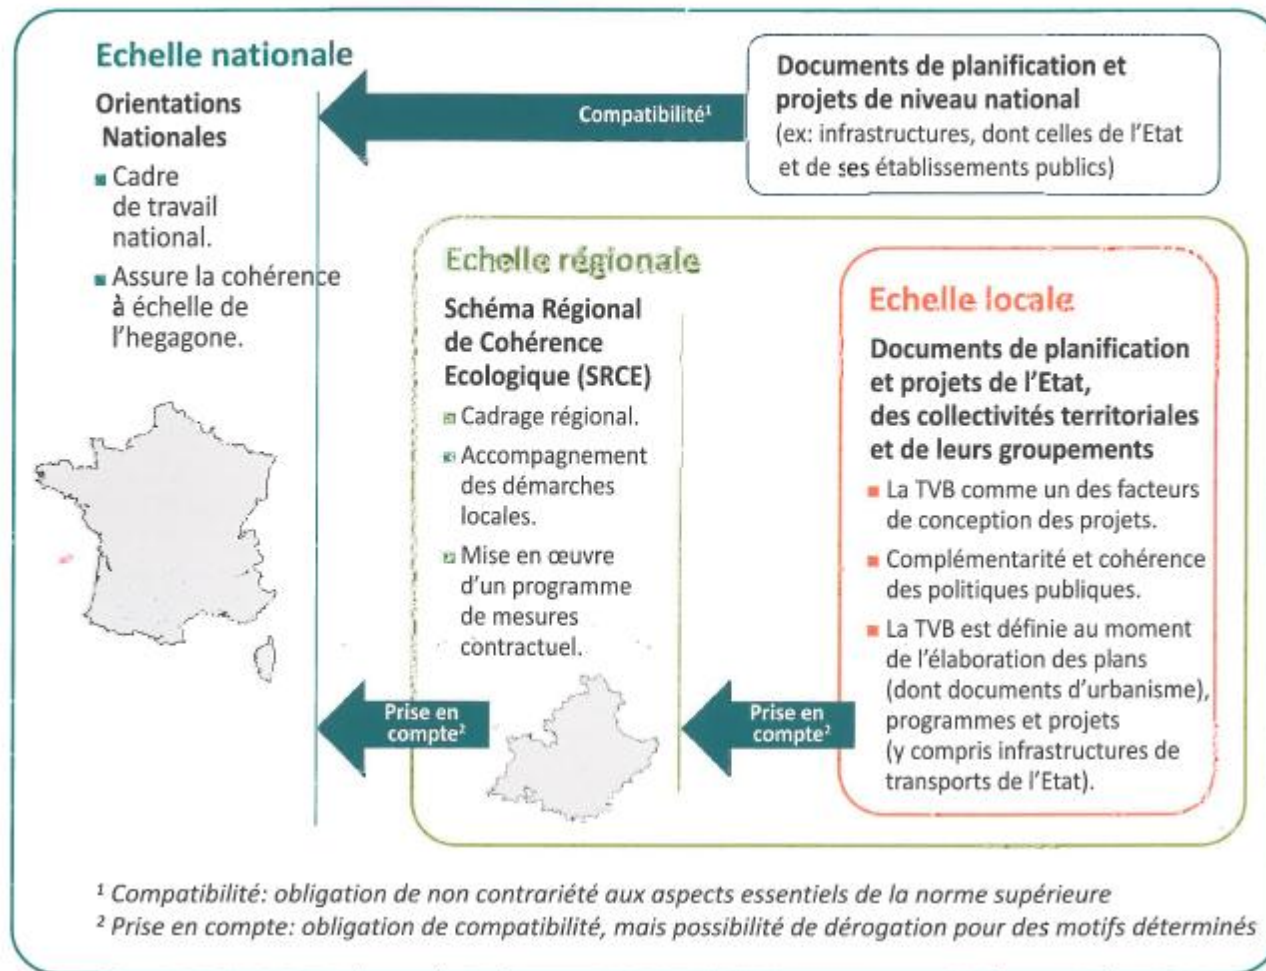 Echelle nationale
Orientations
Nationales
Cadre
de travail
national.
Assure la cohérence
à échelle de
l'hegagone.
Compatibilité¹
Documents de planification et
projets de niveau national
(ex: infrastructures, dont celles de l'Etat
et de ses établissements publics)
Echelle régionale
Schéma Régional
de Cohérence
Ecologique (SRCE)
Cadrage régional.
Accompagnement
des démarches
locales.
Mise en œuvre
d'un programme
de mesures
contractuel.
Echelle locale
Documents de planification
et projets de l'Etat,
des collectivités territoriales
et de leurs groupements
La TVB comme un des facteurs
de conception des projets.
Complémentarité et cohérence
des politiques publiques.
La TVB est définie au moment
de l'élaboration des plans
(dont documents d'urbanisme),
programmes et projets
(y compris infrastructures de
transports de l'Etat).
Prise en
compte²
Prise en
compte²
¹ Compatibilité: obligation de non contrariété aux aspects essentiels de la norme supérieure
² Prise en compte: obligation de compatibilité, mais possibilité de dérogation pour des motifs déterminés